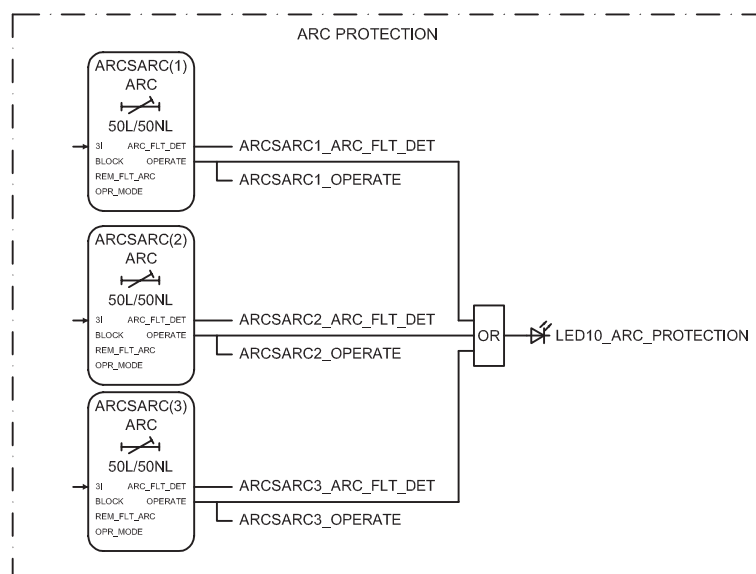 ARC PROTECTION
ARCSARC(1)
ARC
50L/50NL
3I ARC_FLT_DET
BLOCK OPERATE
REM_FLT_ARC
OPR_MODE
ARCSARC1_ARC_FLT_DET
ARCSARC1_OPERATE
ARCSARC(2)
ARC
50L/50NL
3I ARC_FLT_DET
BLOCK OPERATE
REM_FLT_ARC
OPR_MODE
ARCSARC2_ARC_FLT_DET
ARCSARC2_OPERATE
OR
LED10_ARC_PROTECTION
ARCSARC(3)
ARC
50L/50NL
3I ARC_FLT_DET
BLOCK OPERATE
REM_FLT_ARC
OPR_MODE
ARCSARC3_ARC_FLT_DET
ARCSARC3_OPERATE